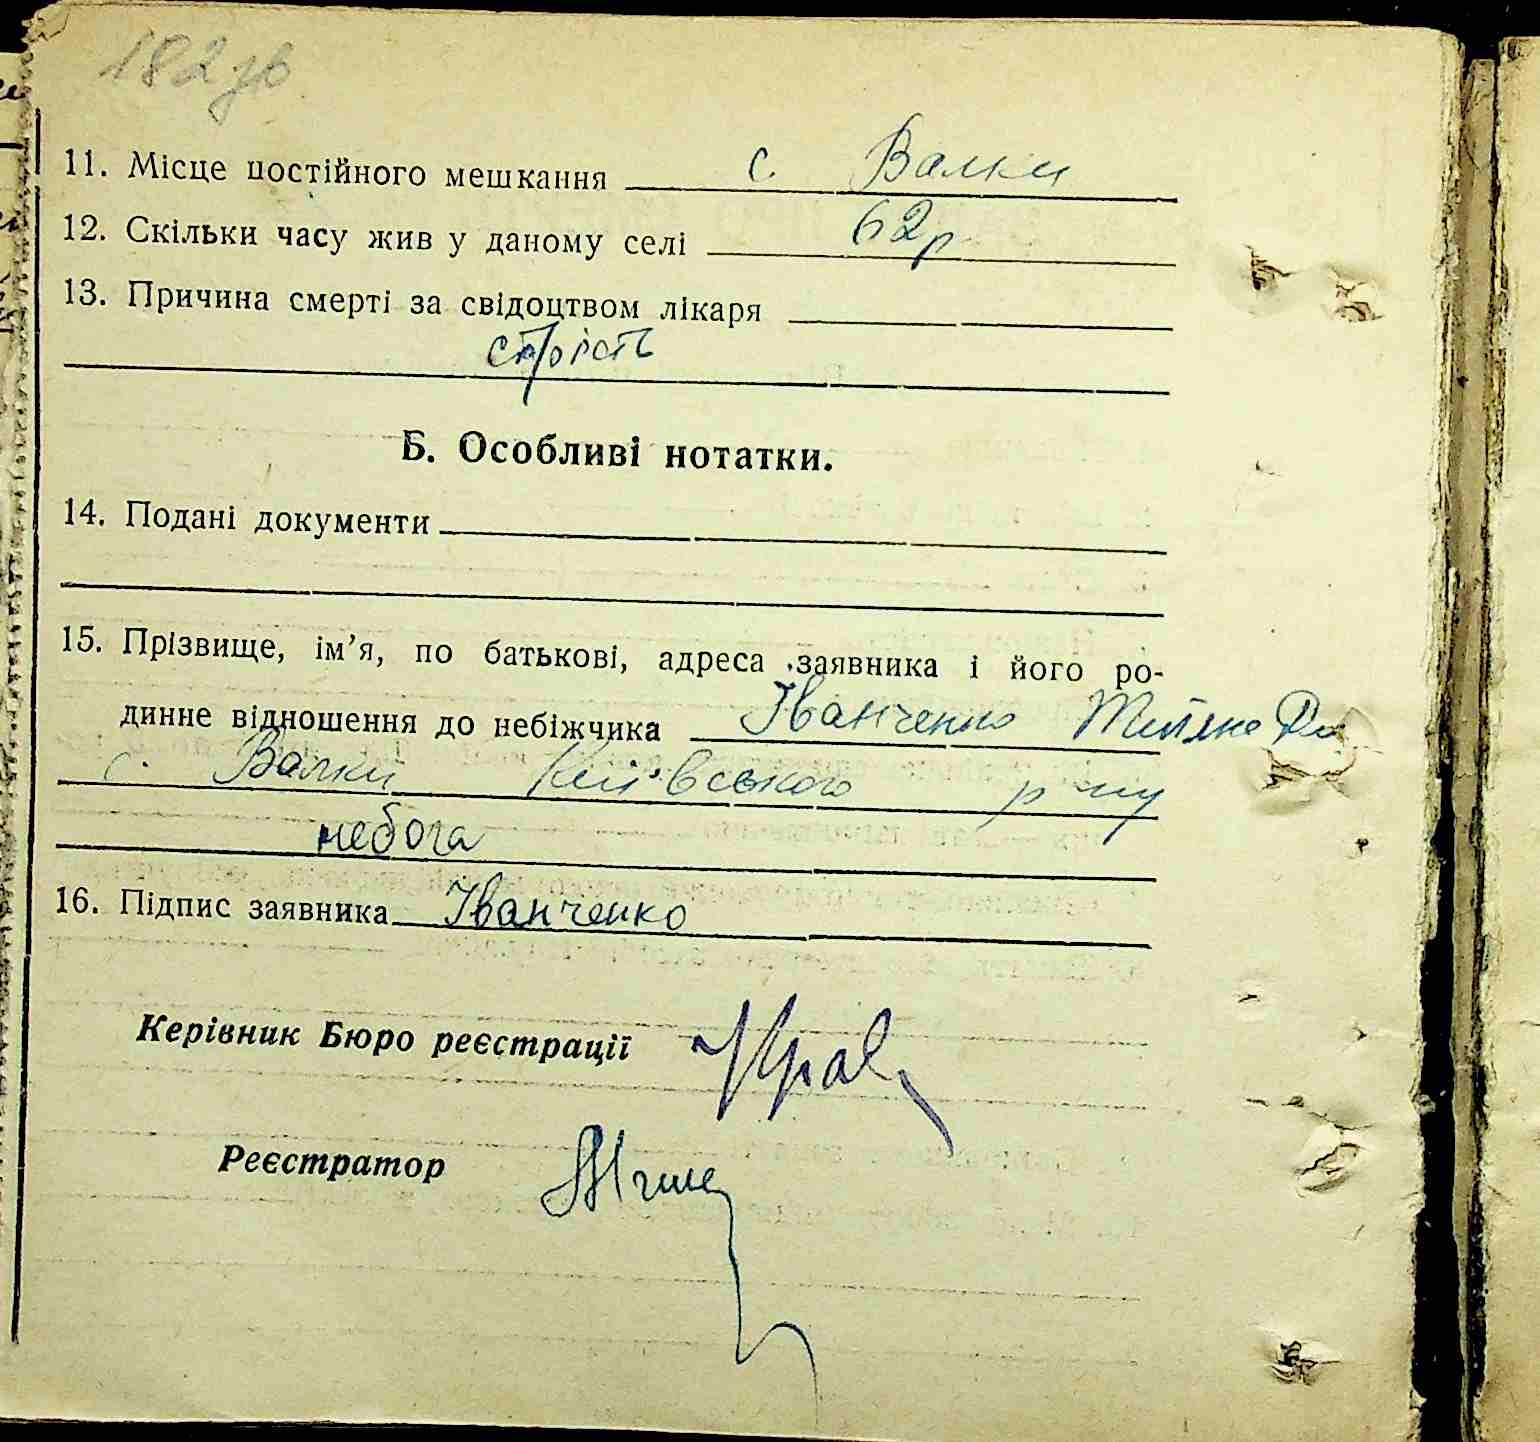 182 зв
11. Місце постійного мешкання с. Валки
12. Скільки часу жив у даному селі 62 р
13. Причина смерті за свідоцтвом лікаря
старість
Б. Особливі нотатки.
14. Подані документи
15. Прізвище, ім’я, по батькові, адреса заявника і його ро-
динне відношення до небіжчика Іванченко
с. Валки р-ну
небога
16. Підпис заявника Іванченко
Керівник Бюро реєстрації
Реєстратор